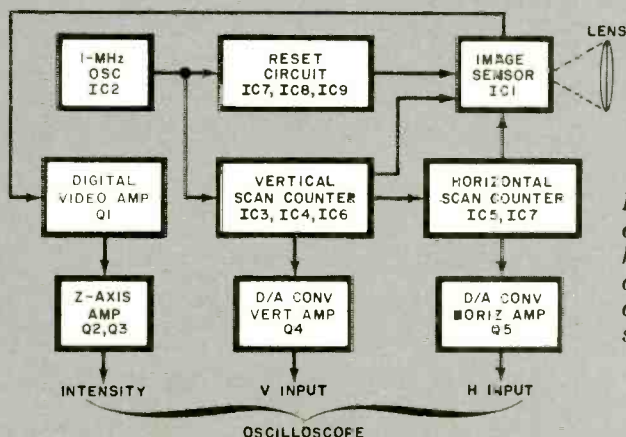 1-MHz
OSC
IC2
RESET
CIRCUIT
IC7, IC8, IC9
IMAGE
SENSOR
IC1
LENS
DIGITAL
VIDEO AMP
Q1
VERTICAL
SCAN COUNTER
IC3, IC4, IC6
HORIZONTAL
SCAN COUNTER
IC5, IC7
Z-AXIS
AMP
Q2,Q3
D/A CONV
VERT AMP
Q4
D/A CONV
HORIZ AMP
Q5
INTENSITY
V INPUT
H INPUT
OSCILLOSCOPE